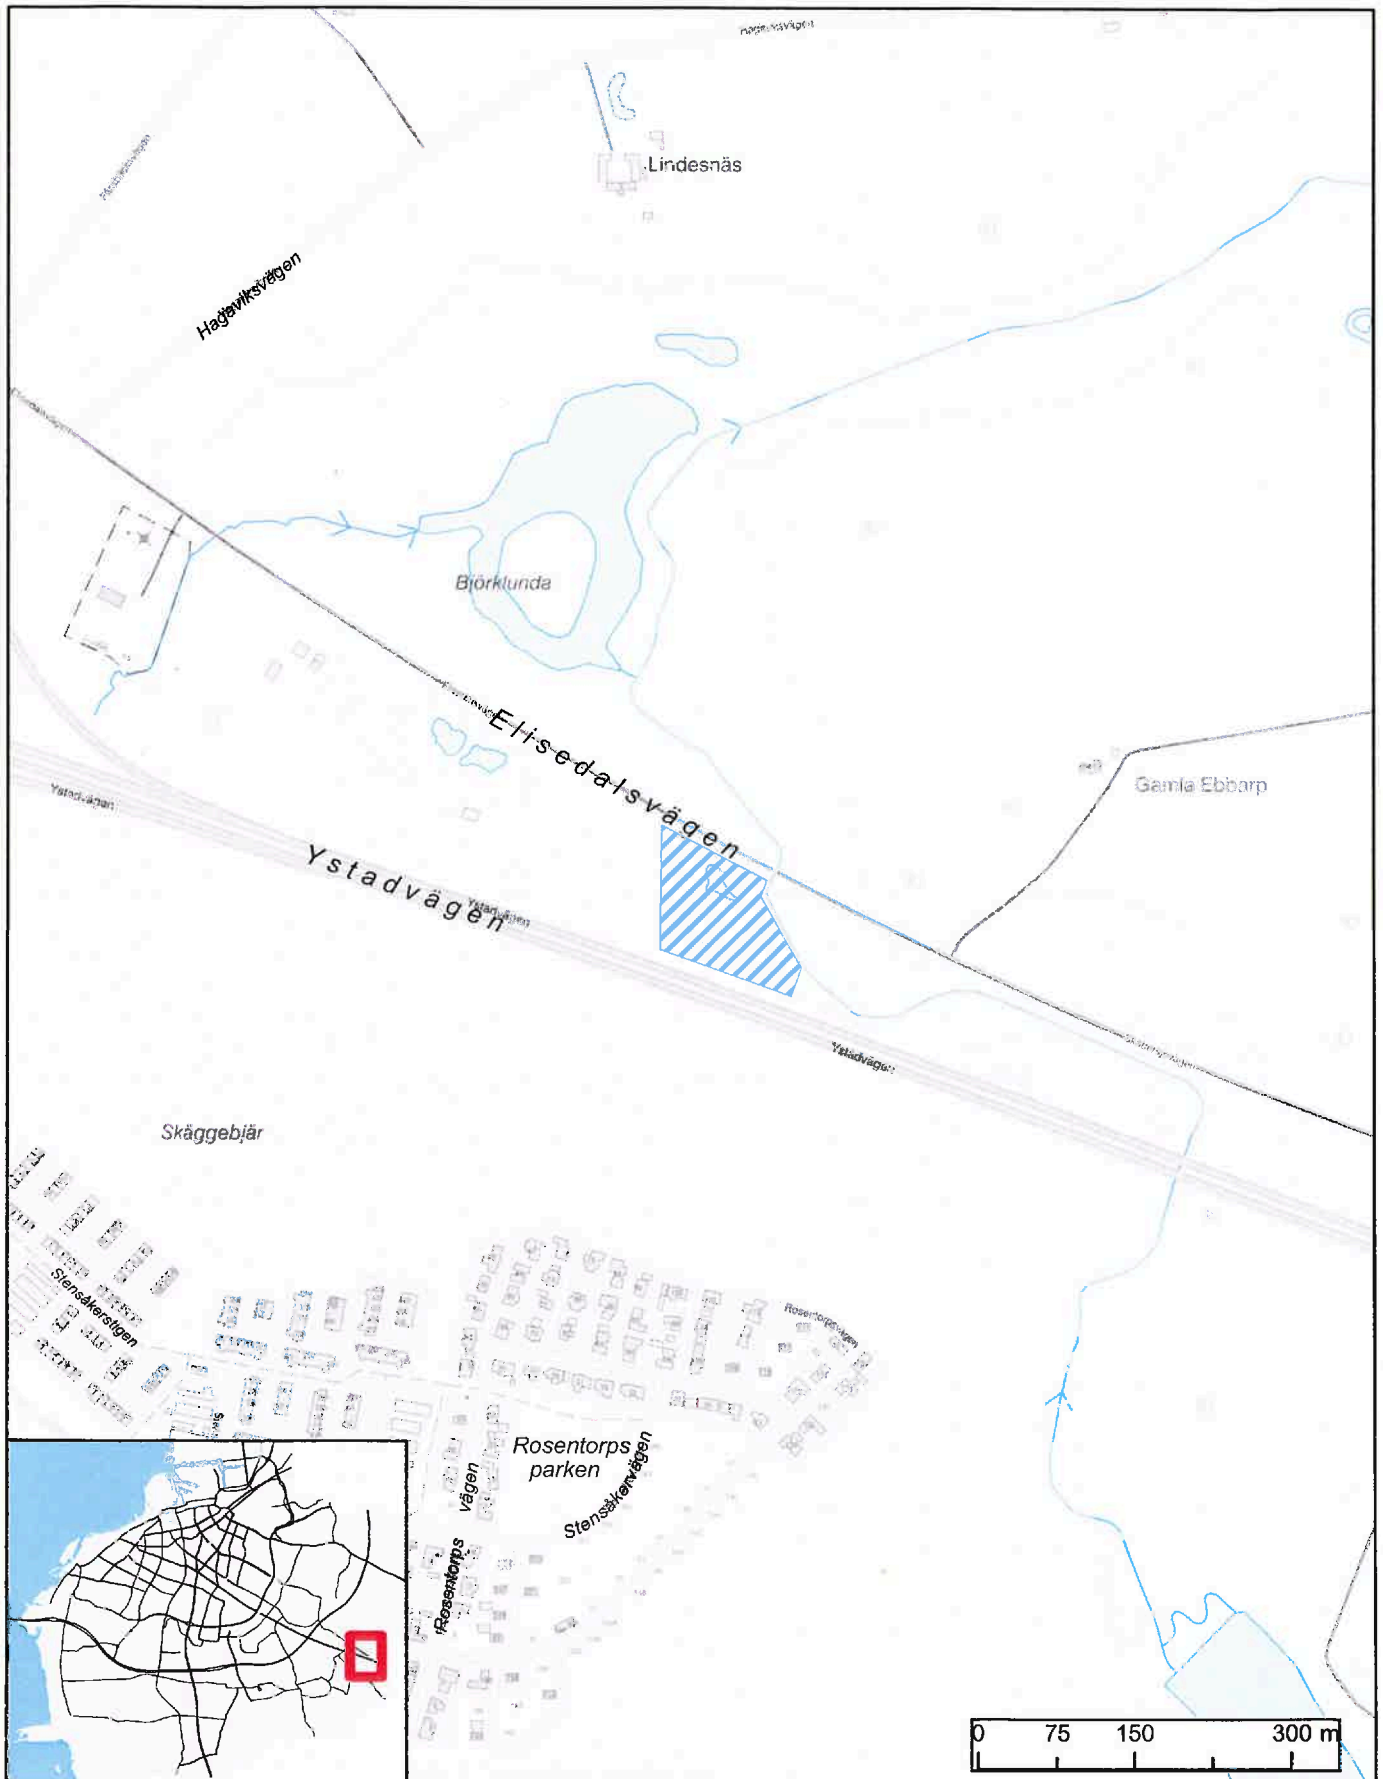 Lindesnäs
Hagaviksvägen
Björklunda
Elisedalsvägen
Gamla Ebbarp
Ystadvägen
Ystadvägen
Ystadvägen
Ystadvägen
Skäggebjär
Stensåkerstigen
Rosentorpsvägen
Rosentorps
parken
vägen
Stensåkervägen
Rosentorps
0 75 150 300 m